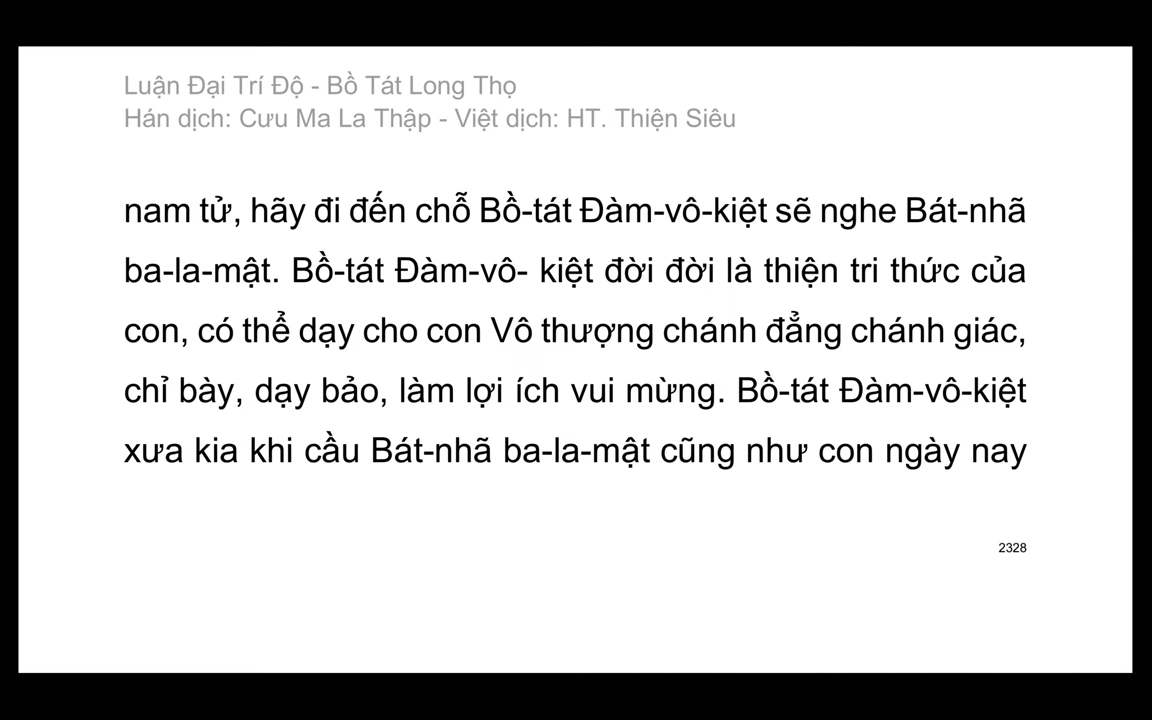 Luận Đại Trí Độ - Bồ Tát Long Thọ
Hán dịch: Cưu Ma La Thập - Việt dịch: HT. Thiện Siêu
nam tử, hãy đi đến chỗ Bồ-tát Đàm-vô-kiệt sẽ nghe Bát-nhã
ba-la-mật. Bồ-tát Đàm-vô- kiệt đời đời là thiện tri thức của
con, có thể dạy cho con Vô thượng chánh đẳng chánh giác,
chỉ bày, dạy bảo, làm lợi ích vui mừng. Bồ-tát Đàm-vô-kiệt
xưa kia khi cầu Bát-nhã ba-la-mật cũng như con ngày nay
2328